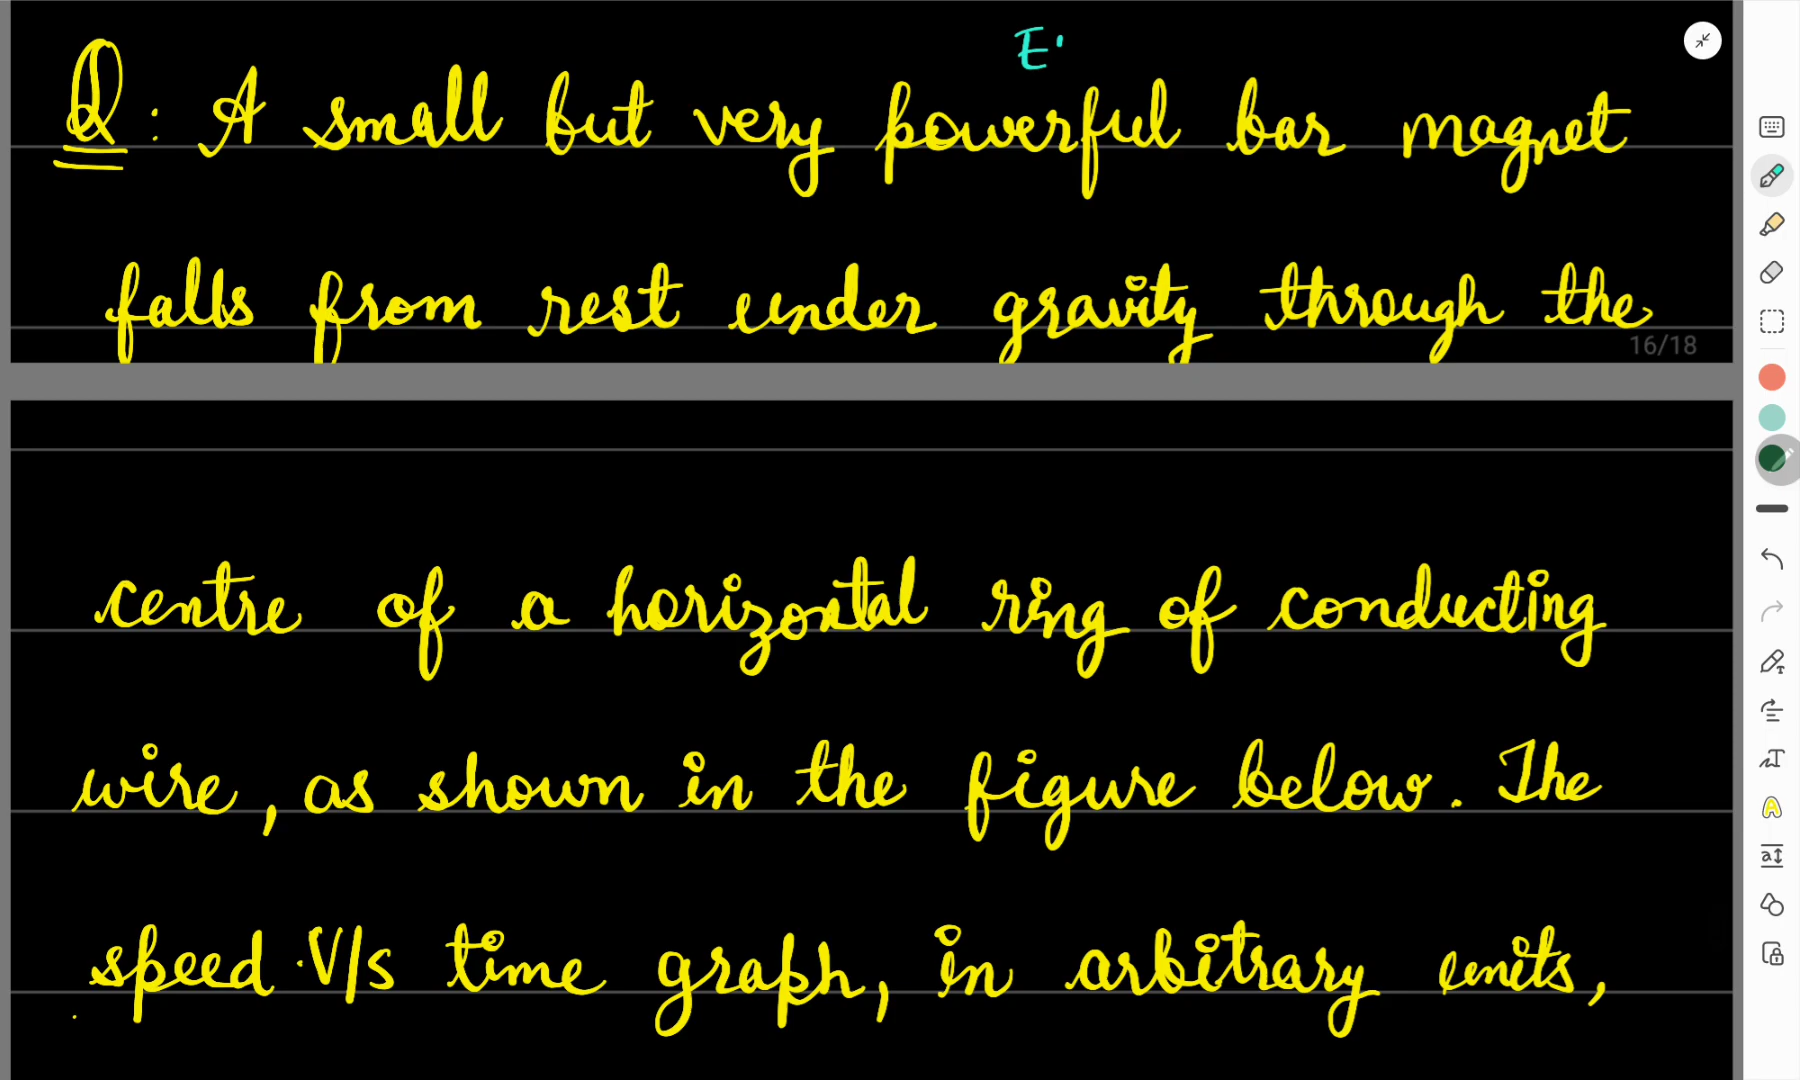 E.
Q: A small but very powerful bar magnet
falls from rest under gravity through the
16/18
centre of a horizontal ring of conducting
wire, as shown in the figure below. The
speed V/s time graph, in arbitrary units,